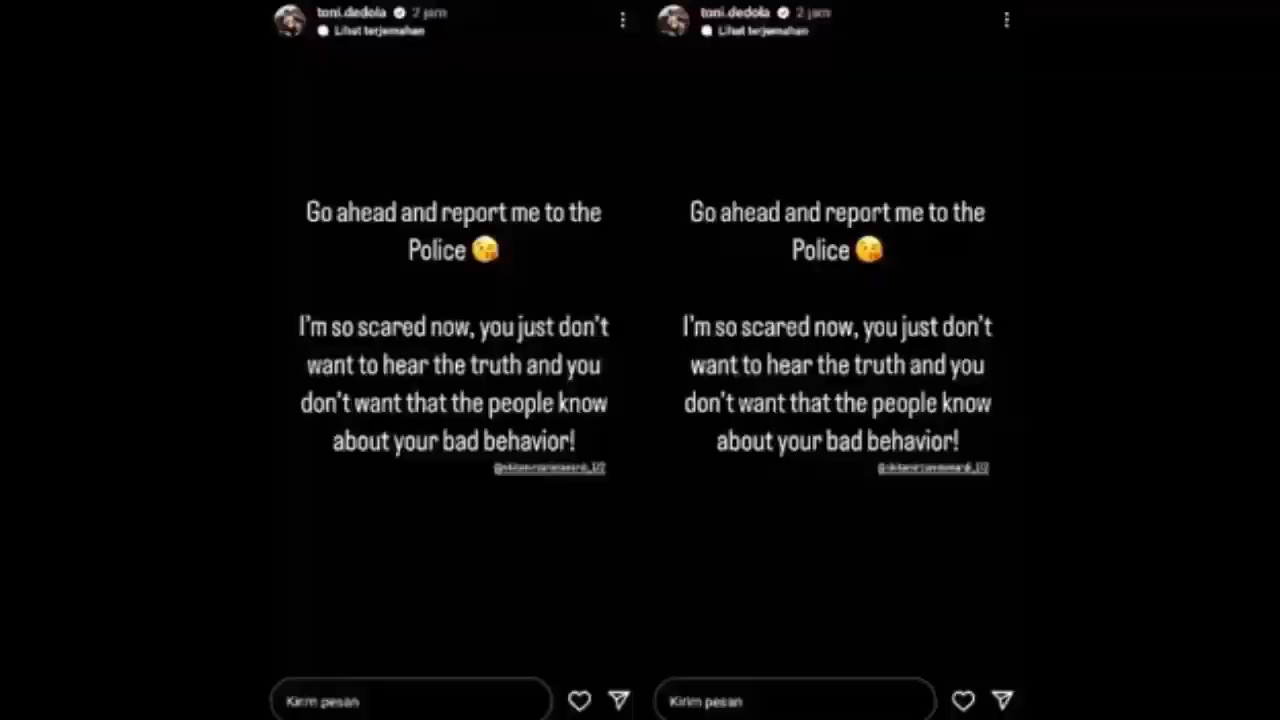 toni.dedola 2 jam
Lihat terjemahan
Go ahead and report me to the
Police 😘
I'm so scared now, you just don't
want to hear the truth and you
don't want that the people know
about your bad behavior!
Kirim pesan
toni.dedola 2 jam
Lihat terjemahan
Go ahead and report me to the
Police 😘
I'm so scared now, you just don't
want to hear the truth and you
don't want that the people know
about your bad behavior!
Kirim pesan